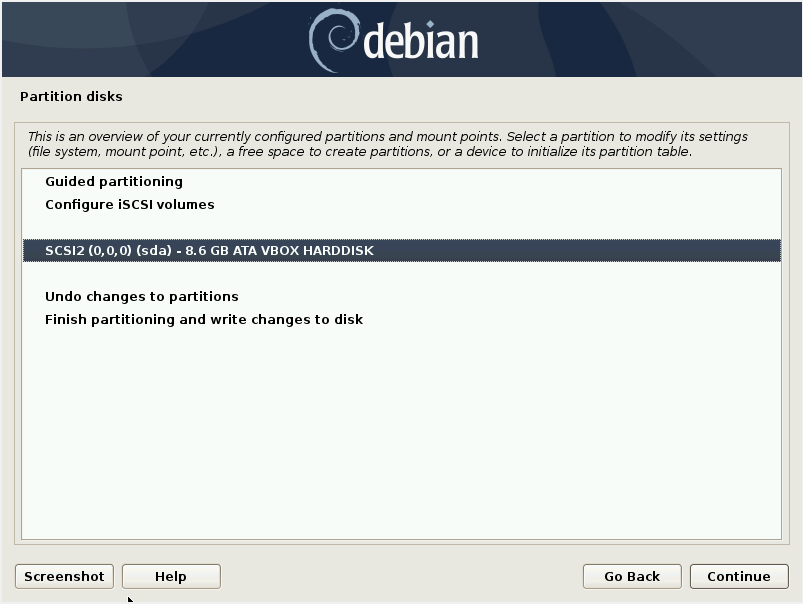 debian
Partition disks
This is an overview of your currently configured partitions and mount points. Select a partition to modify its settings
(file system, mount point, etc.), a free space to create partitions, or a device to initialize its partition table.
Guided partitioning
Configure iSCSI volumes
SCSI2 (0,0,0) (sda) - 8.6 GB ATA VBOX HARDDISK
Undo changes to partitions
Finish partitioning and write changes to disk
Screenshot Help Go Back Continue